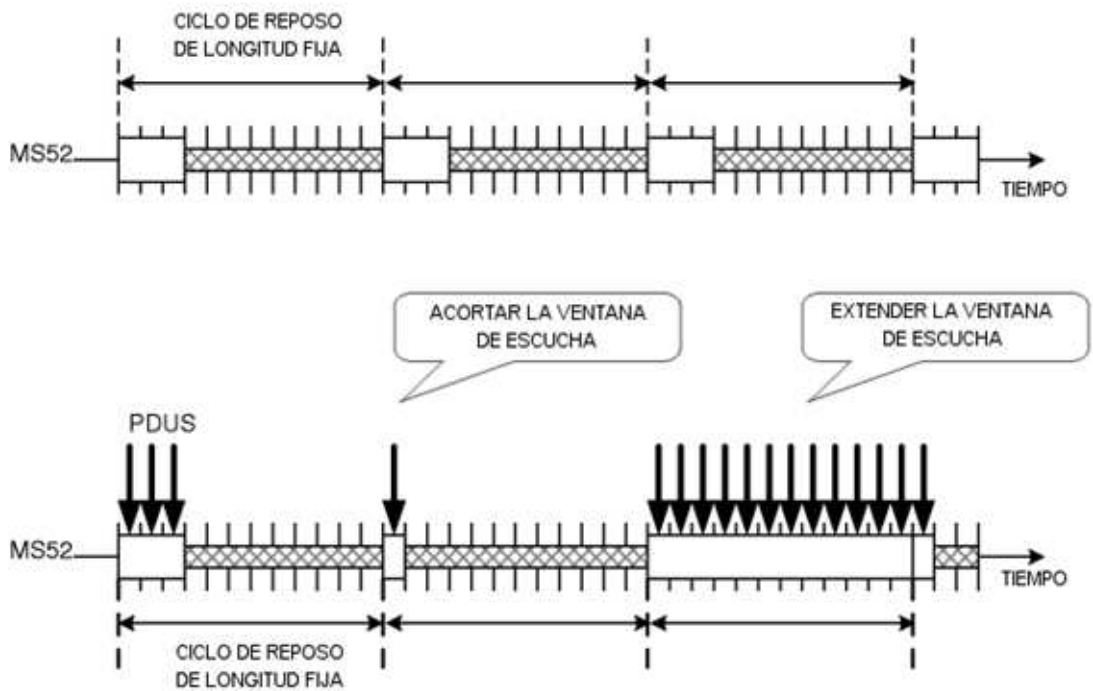 CICLO DE REPOSO
DE LONGITUD FIJA
MS52
TIEMPO
ACORTAR LA VENTANA
DE ESCUCHA
EXTENDER LA VENTANA
DE ESCUCHA
PDUS
MS52
TIEMPO
CICLO DE REPOSO
DE LONGITUD FIJA